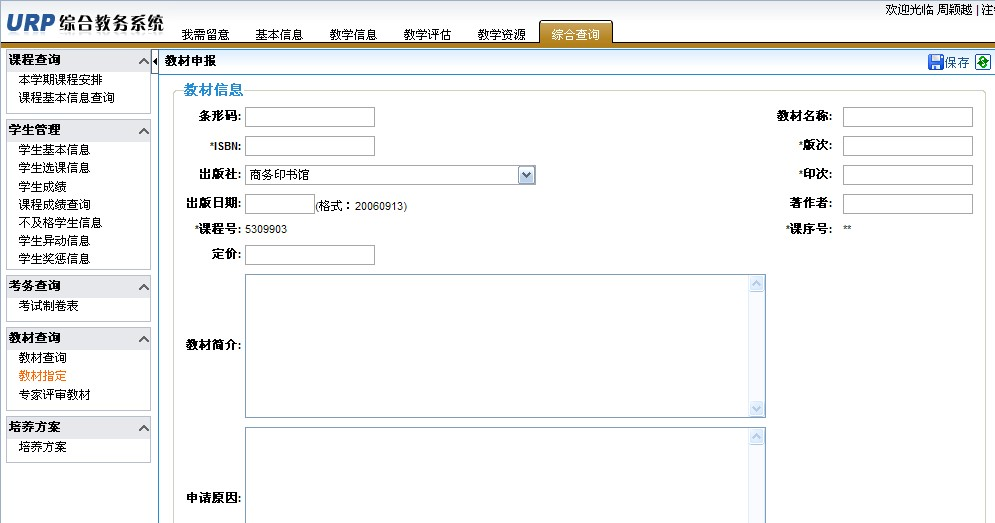 URP 综合教务系统
欢迎光临 周颖越 | 注
我需留意 基本信息 教学信息 教学评估 教学资源 综合查询
课程查询
本学期课程安排
课程基本信息查询
学生管理
学生基本信息
学生选课信息
学生成绩
课程成绩查询
不及格学生信息
学生异动信息
学生奖惩信息
考务查询
考试制卷表
教材查询
教材查询
教材指定
专家评审教材
培养方案
培养方案
教材申报 保存
教材信息
条形码: 教材名称:
*ISBN: *版次:
出版社: 商务印书馆 *印次:
出版日期: (格式：20060913) 著作者:
*课程号: 5309903 *课序号: **
定价:
教材简介:
申请原因: